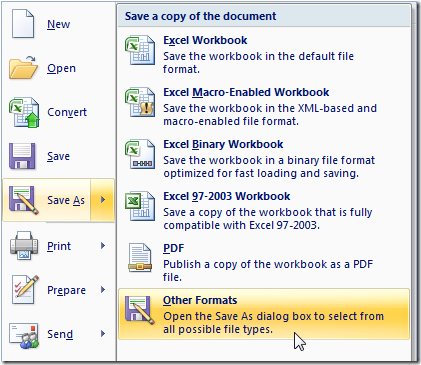 New
Open
Convert
Save
Save As
Print
Prepare
Send
Save a copy of the document
Excel Workbook
Save the workbook in the default file
format.
Excel Macro-Enabled Workbook
Save the workbook in the XML-based and
macro-enabled file format.
Excel Binary Workbook
Save the workbook in a binary file format
optimized for fast loading and saving.
Excel 97-2003 Workbook
Save a copy of the workbook that is fully
compatible with Excel 97-2003.
PDF
Publish a copy of the workbook as a PDF
file.
Other Formats
Open the Save As dialog box to select from
all possible file types.